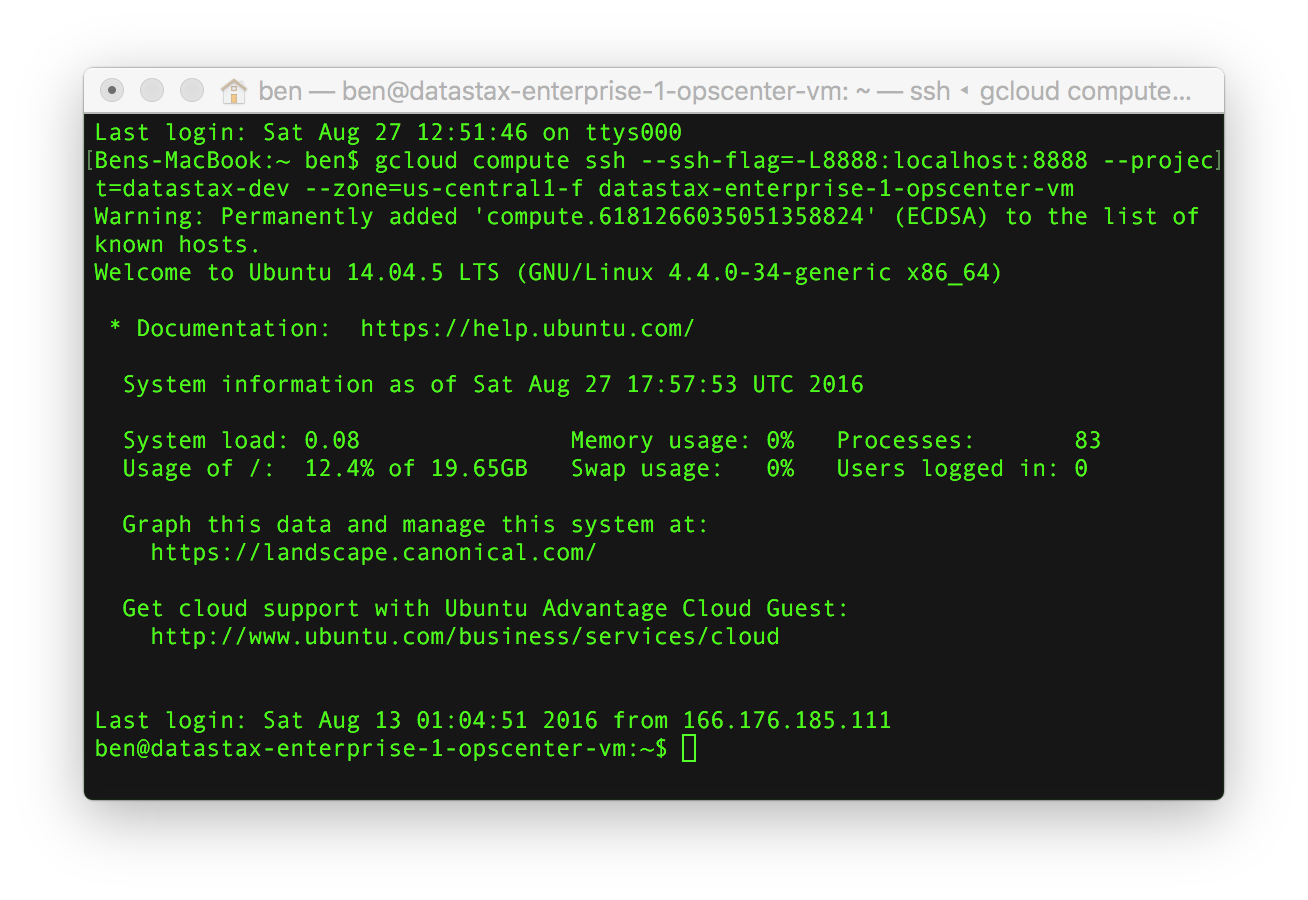 ben — ben@datastax-enterprise-1-opscenter-vm: ~ — ssh ◂ gcloud compute...
Last login: Sat Aug 27 12:51:46 on ttys000
[Bens-MacBook:~ ben$ gcloud compute ssh --ssh-flag=-L8888:localhost:8888 --projec]
t=datastax-dev --zone=us-central1-f datastax-enterprise-1-opscenter-vm
Warning: Permanently added 'compute.6181266035051358824' (ECDSA) to the list of
known hosts.
Welcome to Ubuntu 14.04.5 LTS (GNU/Linux 4.4.0-34-generic x86_64)
* Documentation:  https://help.ubuntu.com/
System information as of Sat Aug 27 17:57:53 UTC 2016
System load: 0.08               Memory usage: 0%   Processes:       83
Usage of /:  12.4% of 19.65GB   Swap usage:   0%   Users logged in: 0
Graph this data and manage this system at:
https://landscape.canonical.com/
Get cloud support with Ubuntu Advantage Cloud Guest:
http://www.ubuntu.com/business/services/cloud
Last login: Sat Aug 13 01:04:51 2016 from 166.176.185.111
ben@datastax-enterprise-1-opscenter-vm:~$